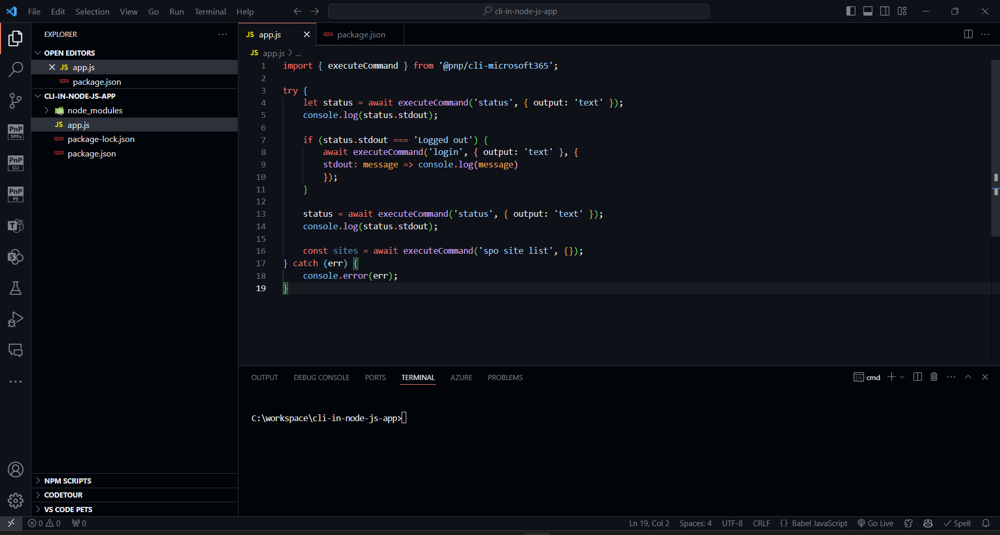 File Edit Selection View Go Run Terminal Help
cli-in-node-js-app
EXPLORER
OPEN EDITORS
JS app.js
package.json
CLI-IN-NODE-JS-APP
node_modules
JS app.js
package-lock.json
package.json
NPM SCRIPTS
CODETOUR
VS CODE PETS
PnP SPFx
PnP CLI
PnP PS
JS app.js
package.json
JS app.js > ...
1 import { executeCommand } from '@pnp/cli-microsoft365';
2
3 try {
4 let status = await executeCommand('status', { output: 'text' });
5 console.log(status.stdout);
6
7 if (status.stdout === 'Logged out') {
8 await executeCommand('login', { output: 'text' }, {
9 stdout: message => console.log(message)
10 });
11 }
12
13 status = await executeCommand('status', { output: 'text' });
14 console.log(status.stdout);
15
16 const sites = await executeCommand('spo site list', {});
17 } catch (err) {
18 console.error(err);
19 }
OUTPUT DEBUG CONSOLE PORTS TERMINAL AZURE PROBLEMS
cmd
C:\workspace\cli-in-node-js-app>
0 0 0
Ln 19, Col 2 Spaces: 4 UTF-8 CRLF {} Babel JavaScript Go Live Spell